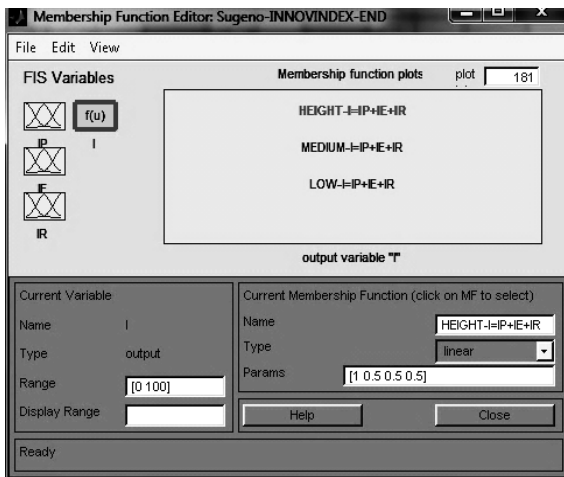 Membership Function Editor: Sugeno-INNOVINDEX-END
File Edit View
FIS Variables
Membership function plots
plot
181
f(u)
IP
I
IE
IR
HEIGHT-I=IP+IE+IR
MEDIUM-I=IP+IE+IR
LOW-I=IP+IE+IR
output variable "I"
Current Variable
Name I
Type output
Range [0 100]
Display Range
Current Membership Function (click on MF to select)
Name HEIGHT-I=IP+IE+IR
Type linear
Params [1 0.5 0.5 0.5]
Help Close
Ready